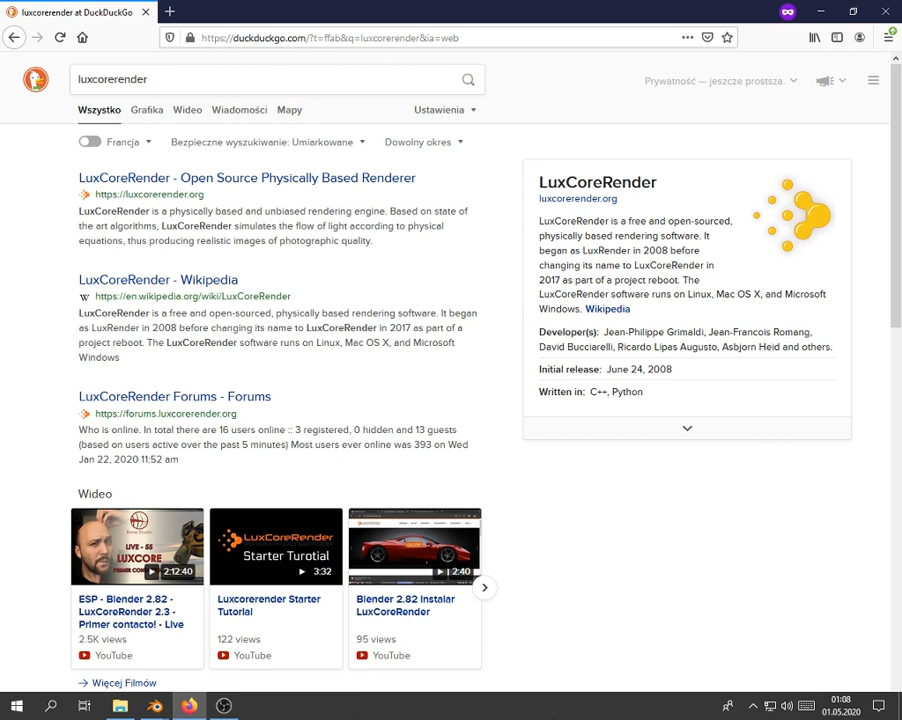 luxcorerender at DuckDuckGo
https://duckduckgo.com/?t=ffab&q=luxcorerender&ia=web
luxcorerender
Prywatność — jeszcze prostsza.
Wszystko Grafika Wideo Wiadomości Mapy Ustawienia
Francja Bezpieczne wyszukiwanie: Umiarkowane Dowolny okres
LuxCoreRender - Open Source Physically Based Renderer
https://luxcorerender.org
LuxCoreRender is a physically based and unbiased rendering engine. Based on state of
the art algorithms, LuxCoreRender simulates the flow of light according to physical
equations, thus producing realistic images of photographic quality.
LuxCoreRender - Wikipedia
W https://en.wikipedia.org/wiki/LuxCoreRender
LuxCoreRender is a free and open-sourced, physically based rendering software. It began
as LuxRender in 2008 before changing its name to LuxCoreRender in 2017 as part of a
project reboot. The LuxCoreRender software runs on Linux, Mac OS X, and Microsoft
Windows
LuxCoreRender Forums - Forums
https://forums.luxcorerender.org
Who is online. In total there are 16 users online :: 3 registered, 0 hidden and 13 guests
(based on users active over the past 5 minutes) Most users ever online was 393 on Wed
Jan 22, 2020 11:52 am
Wideo
LIVE - 55
LUXCORE
2:12:40
ESP - Blender 2.82 -
LuxCoreRender 2.3 -
Primer contacto! - Live
2.5K views
YouTube
LuxCoreRender
Starter Turotial
3:32
Luxcorerender Starter
Tutorial
122 views
YouTube
2:40
Blender 2.82 Instalar
LuxCoreRender
95 views
YouTube
Więcej Filmów
LuxCoreRender
luxcorerender.org
LuxCoreRender is a free and open-sourced,
physically based rendering software. It
began as LuxRender in 2008 before
changing its name to LuxCoreRender in
2017 as part of a project reboot. The
LuxCoreRender software runs on Linux, Mac OS X, and Microsoft
Windows. Wikipedia
Developer(s): Jean-Philippe Grimaldi, Jean-Francois Romang,
David Bucciarelli, Ricardo Lipas Augusto, Asbjorn Heid and others.
Initial release: June 24, 2008
Written in: C++, Python
01:08
01.05.2020